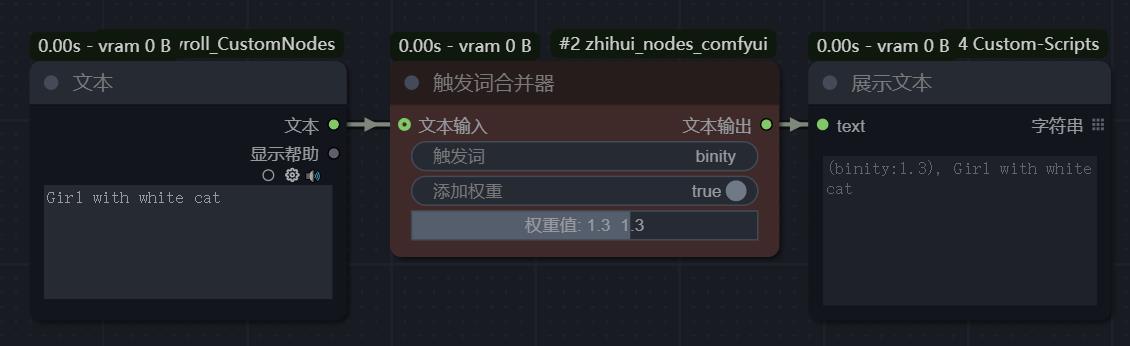 0.00s - vram 0 B
roll_CustomNodes
文本
文本
显示帮助
Girl with white cat
0.00s - vram 0 B
#2 zhihui_nodes_comfyui
触发词合并器
文本输入
文本输出
触发词
binity
添加权重
true
权重值: 1.3 1.3
0.00s - vram 0 B
4 Custom-Scripts
展示文本
text
字符串
(binity:1.3), Girl with white
cat